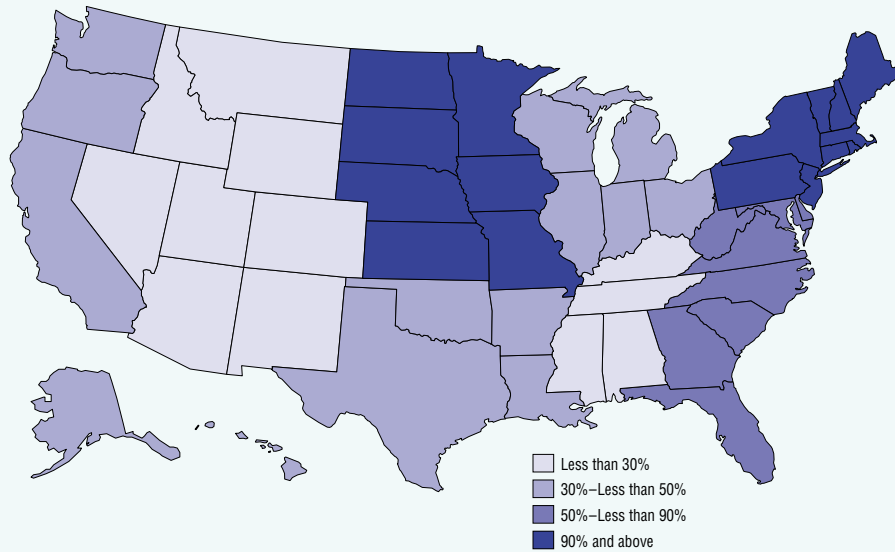 Less than 30%
30%–Less than 50%
50%–Less than 90%
90% and above